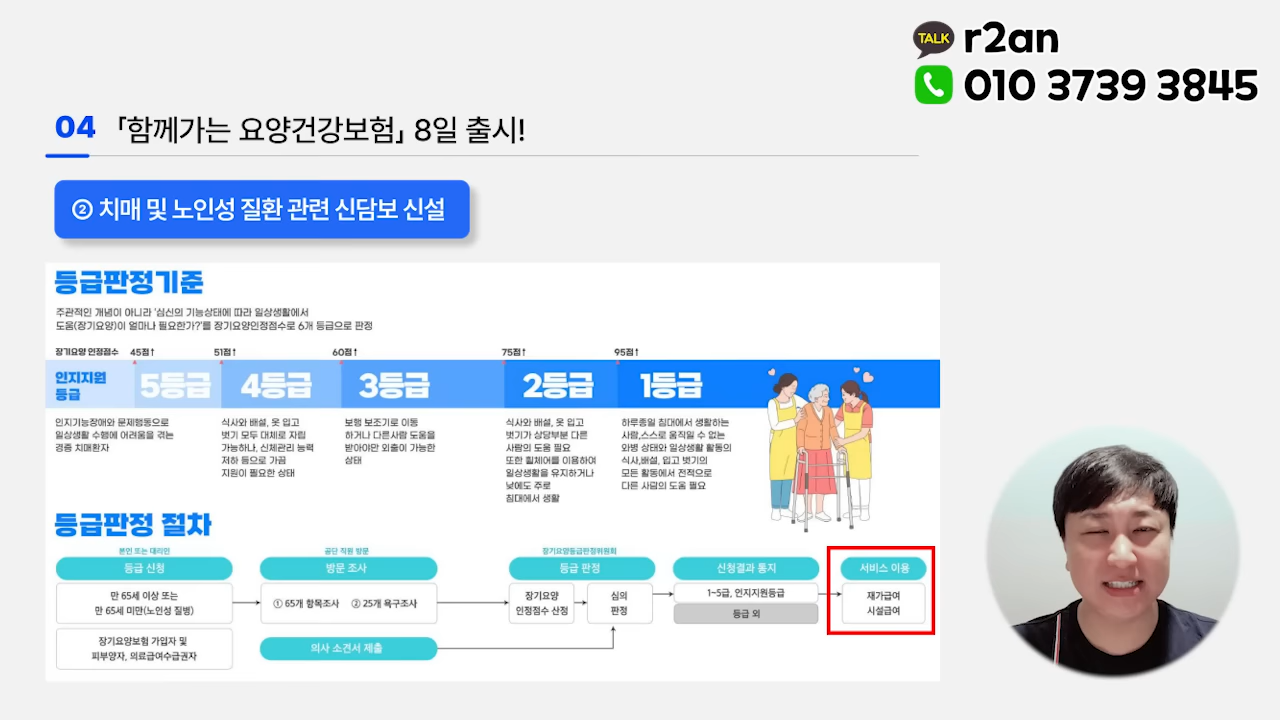 TALK r2an
010 3739 3845
04 「함께가는 요양건강보험」 8일 출시!
② 치매 및 노인성 질환 관련 신담보 신설
등급판정기준
주관적인 개념이 아니라 '심신의 기능상태에 따라 일상생활에서
도움(장기요양)이 얼마나 필요한가?'를 장기요양인정점수로 6개 등급으로 판정
장기요양 인정점수 45점↑ 51점↑ 60점↑ 75점↑ 95점↑
인지지원
등급
5등급 4등급 3등급 2등급 1등급
인지기능장애와 문제행동으로
일상생활 수행에 어려움을 겪는
경증 치매환자
식사와 배설, 옷 입고
벗기 모두 대체로 자립
가능하나, 신체관리 능력
저하 등으로 가끔
지원이 필요한 상태
보행 보조기로 이동
하거나 다른사람 도움을
받아야만 외출이 가능한
상태
식사와 배설, 옷 입고
벗기가 상당부분 다른
사람의 도움 필요
또한 휠체어를 이용하여
일상생활을 유지하거나
낮에도 주로
침대에서 생활
하루종일 침대에서 생활하는
사람,스스로 움직일 수 없는
와병 상태와 일상생활 활동의
식사,배설, 입고 벗기의
모든 활동에서 전적으로
다른 사람의 도움 필요
등급판정 절차
본인 또는 대리인
등급 신청
만 65세 이상 또는
만 65세 미만(노인성 질병)
장기요양보험 가입자 및
피부양자, 의료급여수급권자
공단 직원 방문
방문 조사
① 65개 항목조사 ② 25개 욕구조사
의사 소견서 제출
장기요양등급판정위원회
등급 판정
장기요양
인정점수 산정
심의
판정
신청결과 통지
1~5급, 인지지원등급
등급 외
서비스 이용
재가급여
시설급여